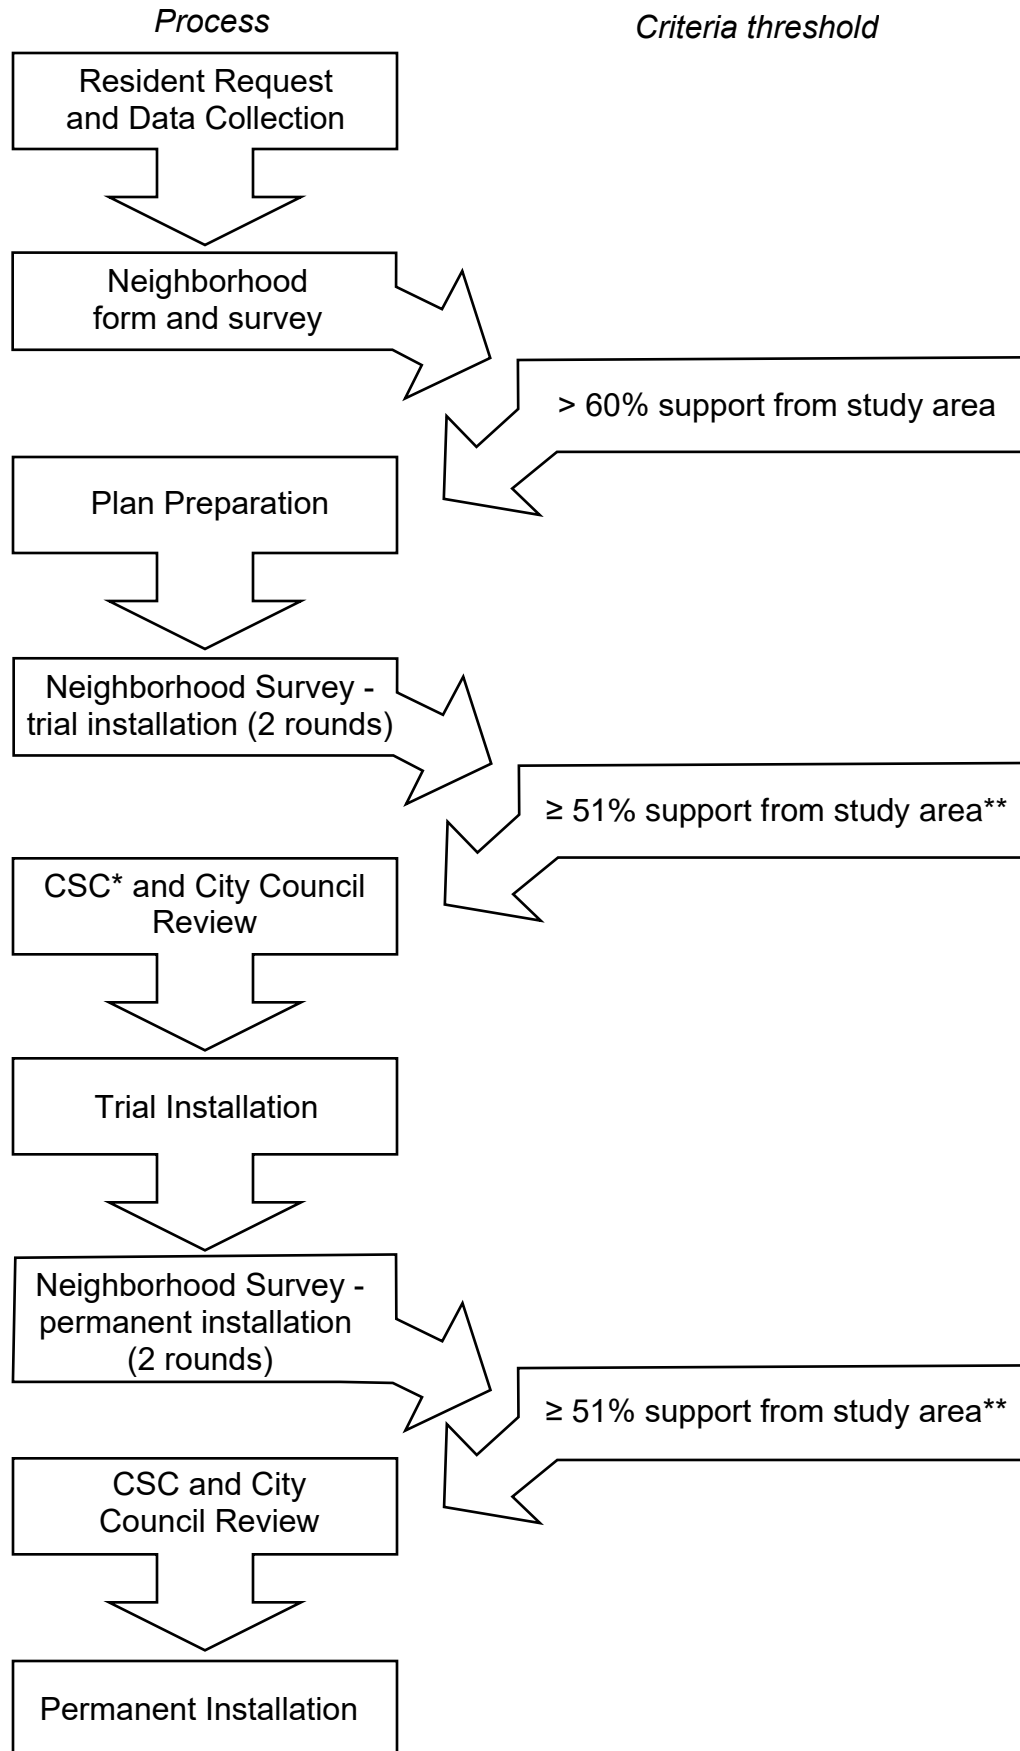 Process
Criteria threshold
Resident Request
and Data Collection
Neighborhood
form and survey
> 60% support from study area
Plan Preparation
Neighborhood Survey -
trial installation (2 rounds)
≥ 51% support from study area**
CSC* and City Council
Review
Trial Installation
Neighborhood Survey -
permanent installation
(2 rounds)
≥ 51% support from study area**
CSC and City
Council Review
Permanent Installation